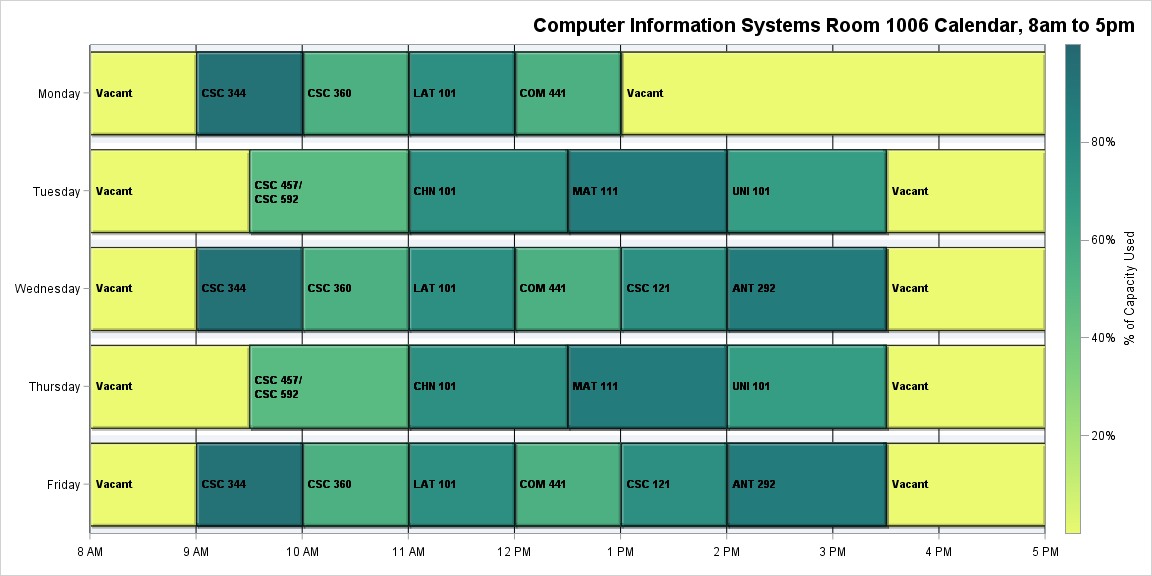 Computer Information Systems Room 1006 Calendar, 8am to 5pm
Monday
Vacant
CSC 344
CSC 360
LAT 101
COM 441
Vacant
Tuesday
Vacant
CSC 457/
CSC 592
CHN 101
MAT 111
UNI 101
Vacant
Wednesday
Vacant
CSC 344
CSC 360
LAT 101
COM 441
CSC 121
ANT 292
Vacant
Thursday
Vacant
CSC 457/
CSC 592
CHN 101
MAT 111
UNI 101
Vacant
Friday
Vacant
CSC 344
CSC 360
LAT 101
COM 441
CSC 121
ANT 292
Vacant
8 AM
9 AM
10 AM
11 AM
12 PM
1 PM
2 PM
3 PM
4 PM
5 PM
80%
60%
40%
20%
% of Capacity Used